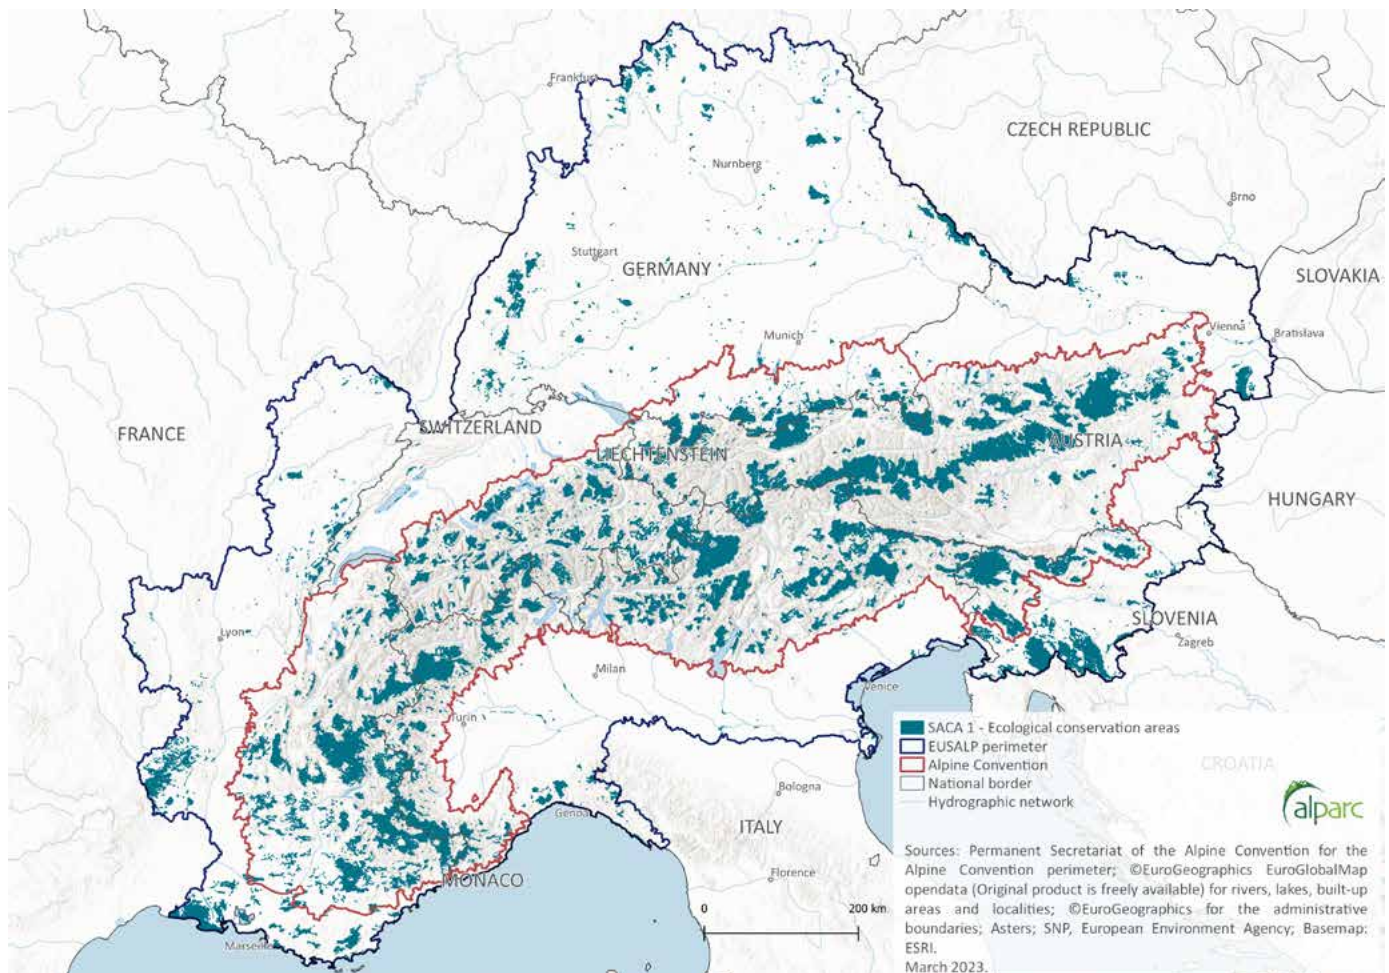 Frankfurt
CZECH REPUBLIC
Nurnberg
Brno
Stuttgart
GERMANY
SLOVAKIA
Munich
Vienna
Bratislava
FRANCE
SWITZERLAND
LIECHTENSTEIN
AUSTRIA
HUNGARY
Lyon
SLOVENIA
Zagreb
Milan
Venice
Turin
SACA 1 - Ecological conservation areas
EUSALP perimeter
Alpine Convention
National border
Hydrographic network
CROATIA
Bologna
Genoa
ITALY
alparc
MONACO
Florence
Marseille
0 200 km
Sources: Permanent Secretariat of the Alpine Convention for the
Alpine Convention perimeter; ©EuroGeographics EuroGlobalMap
opendata (Original product is freely available) for rivers, lakes, built-up
areas and localities; ©EuroGeographics for the administrative
boundaries; Asters; SNP, European Environment Agency; Basemap:
ESRI.
March 2023.